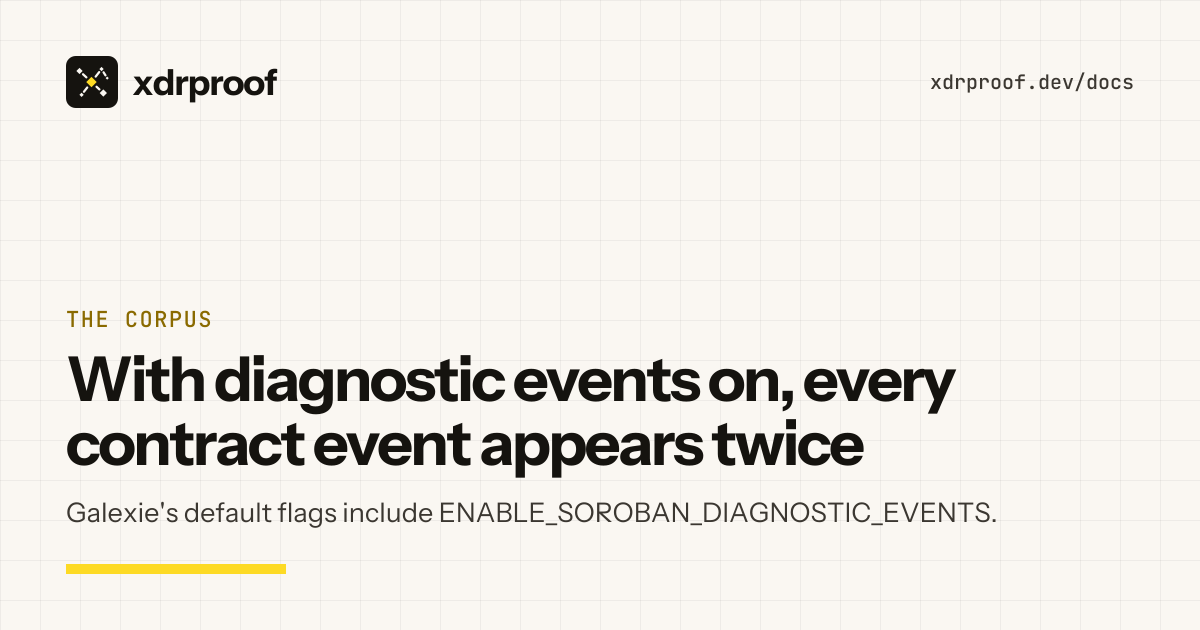 xdrproof
xdrproof.dev/docs
THE CORPUS
With diagnostic events on, every
contract event appears twice
Galexie's default flags include ENABLE_SOROBAN_DIAGNOSTIC_EVENTS.